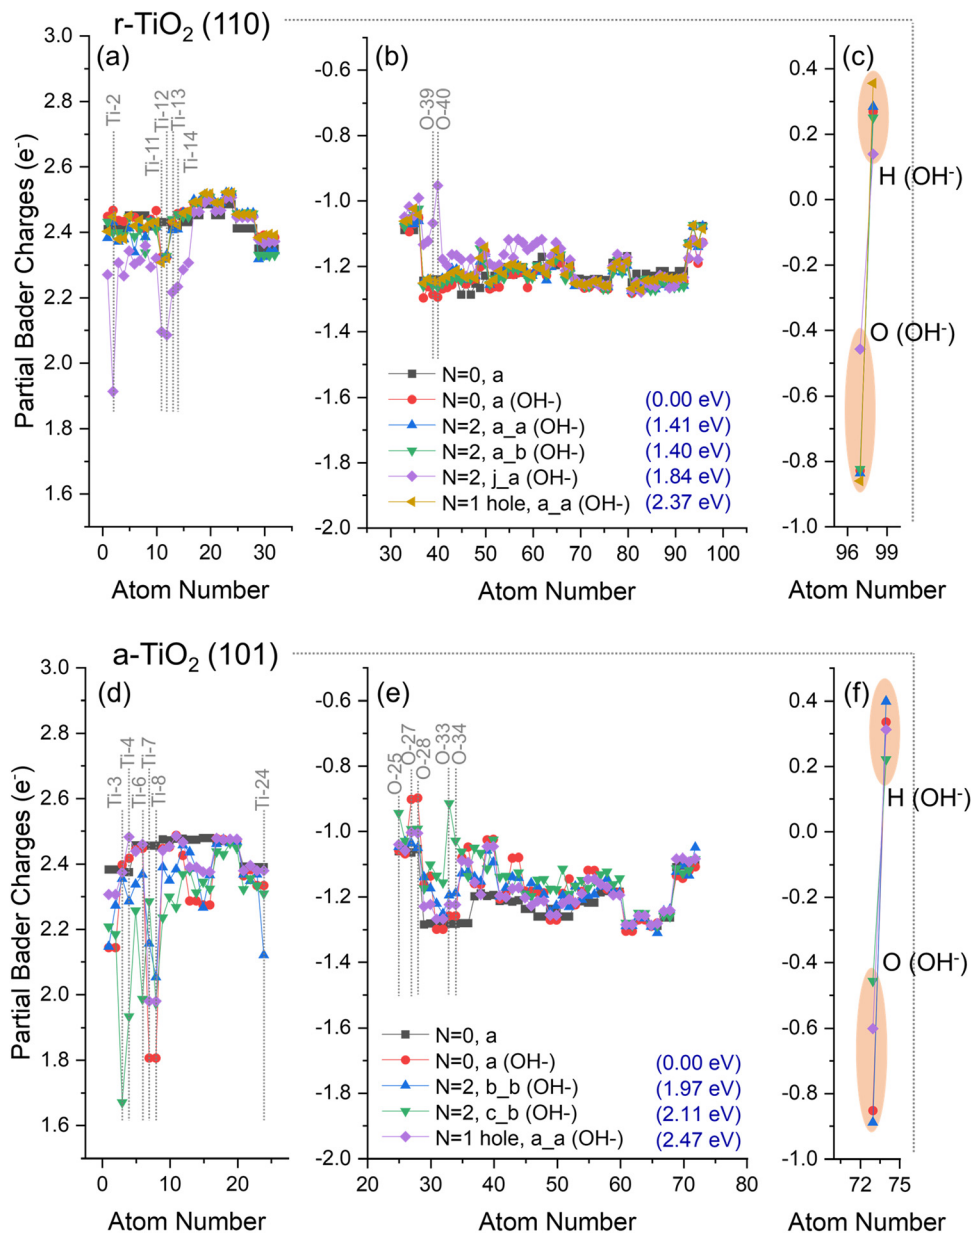 r-TiO₂ (110)
(a)
(b)
(c)
Partial Bader Charges (e⁻)
3.0
2.8
2.6
2.4
2.2
2.0
1.8
1.6
Ti-2
Ti-11
Ti-12
Ti-13
Ti-14
0 10 20 30
Atom Number
-0.6
-0.8
-1.0
-1.2
-1.4
-1.6
-1.8
-2.0
O-39
O-40
N=0, a
N=0, a (OH-) (0.00 eV)
N=2, a_a (OH-) (1.41 eV)
N=2, a_b (OH-) (1.40 eV)
N=2, j_a (OH-) (1.84 eV)
N=1 hole, a_a (OH-) (2.37 eV)
30 40 50 60 70 80 90 100
Atom Number
0.4
0.2
0.0
-0.2
-0.4
-0.6
-0.8
-1.0
H (OH⁻)
O (OH⁻)
96 99
Atom Number
a-TiO₂ (101)
(d)
(e)
(f)
Partial Bader Charges (e⁻)
3.0
2.8
2.6
2.4
2.2
2.0
1.8
1.6
Ti-3
Ti-4
Ti-6
Ti-7
Ti-8
Ti-24
0 10 20
Atom Number
-0.6
-0.8
-1.0
-1.2
-1.4
-1.6
-1.8
-2.0
O-25
O-27
O-28
O-33
O-34
N=0, a
N=0, a (OH-) (0.00 eV)
N=2, b_b (OH-) (1.97 eV)
N=2, c_b (OH-) (2.11 eV)
N=1 hole, a_a (OH-) (2.47 eV)
20 30 40 50 60 70 80
Atom Number
0.4
0.2
0.0
-0.2
-0.4
-0.6
-0.8
-1.0
H (OH⁻)
O (OH⁻)
72 75
Atom Number